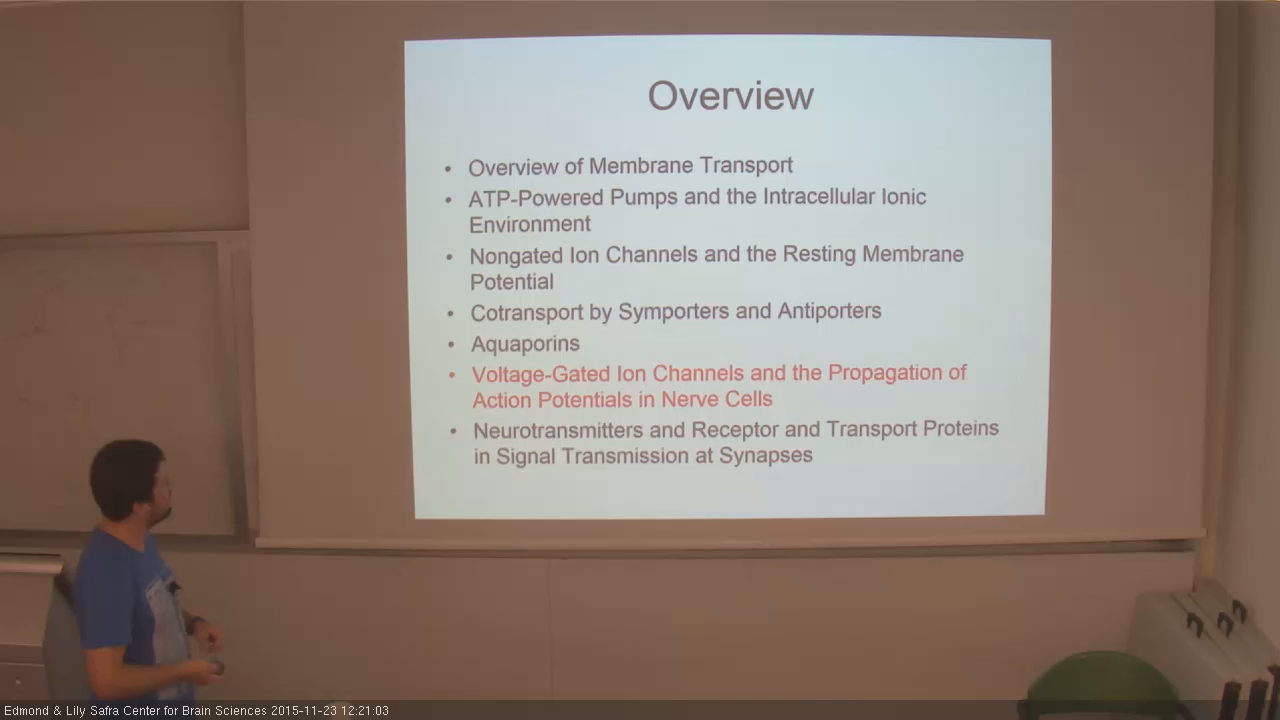 Overview
• Overview of Membrane Transport
• ATP-Powered Pumps and the Intracellular Ionic
Environment
• Nongated Ion Channels and the Resting Membrane
Potential
• Cotransport by Symporters and Antiporters
• Aquaporins
• Voltage-Gated Ion Channels and the Propagation of
Action Potentials in Nerve Cells
• Neurotransmitters and Receptor and Transport Proteins
in Signal Transmission at Synapses
Edmond & Lily Safra Center for Brain Sciences 2015-11-23 12:21:03